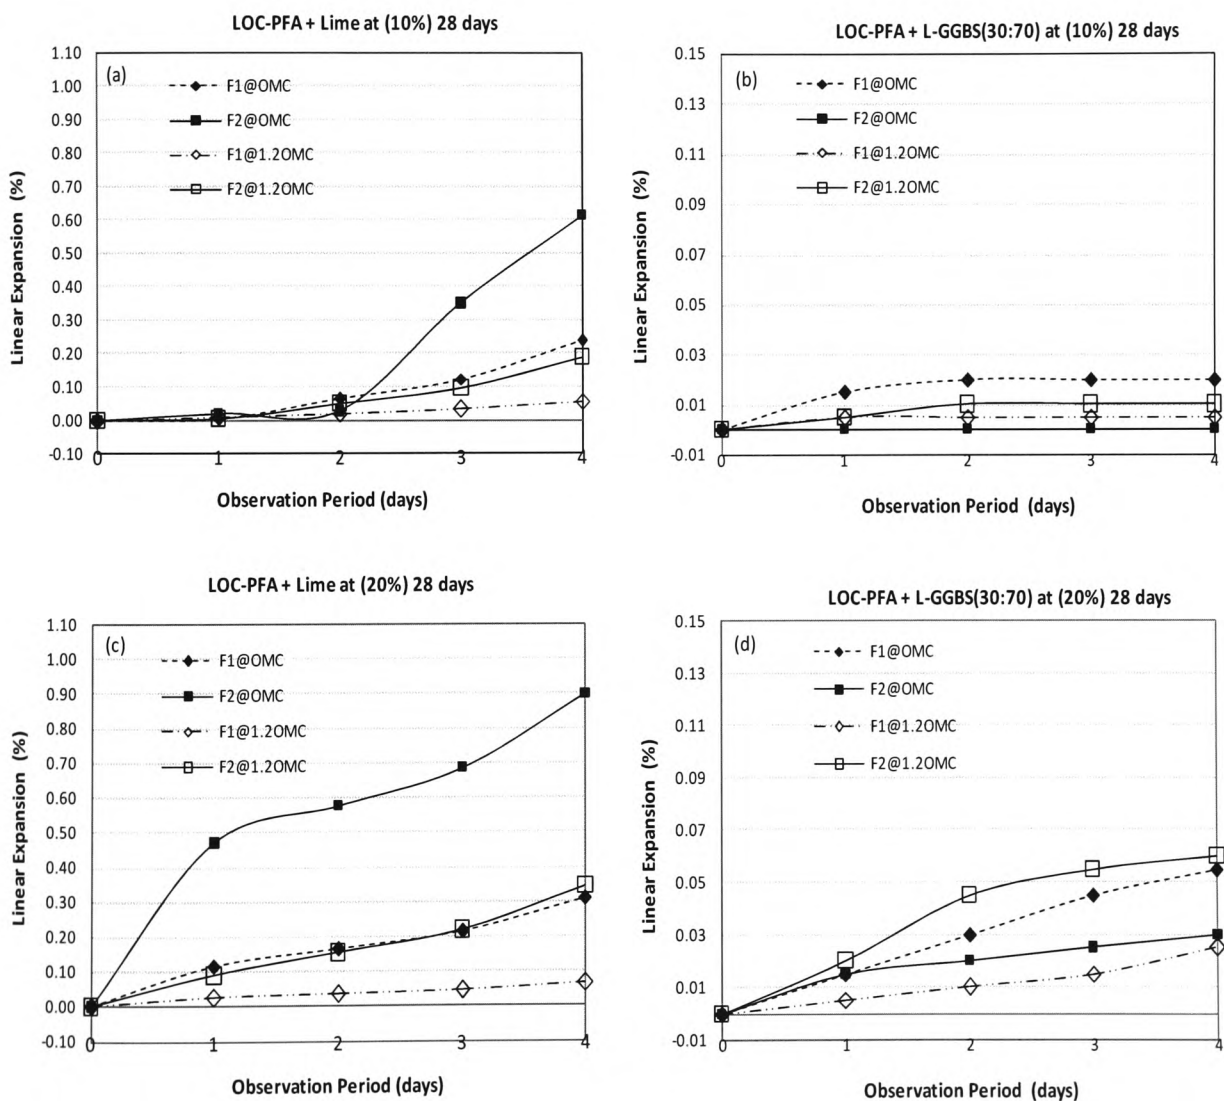 LOC-PFA + Lime at (10%) 28 days
(a)
F1@OMC
F2@OMC
F1@1.2OMC
F2@1.2OMC
1.10
1.00
0.90
0.80
0.70
0.60
0.50
0.40
0.30
0.20
0.10
0.00
-0.10
0 1 2 3 4
Linear Expansion (%)
Observation Period (days)
LOC-PFA + L-GGBS(30:70) at (10%) 28 days
(b)
F1@OMC
F2@OMC
F1@1.2OMC
F2@1.2OMC
0.15
0.13
0.11
0.09
0.07
0.05
0.03
0.01
-0.01
0 1 2 3 4
Linear Expansion (%)
Observation Period (days)
LOC-PFA + Lime at (20%) 28 days
(c)
F1@OMC
F2@OMC
F1@1.2OMC
F2@1.2OMC
1.10
1.00
0.90
0.80
0.70
0.60
0.50
0.40
0.30
0.20
0.10
0.00
-0.10
0 1 2 3 4
Linear Expansion (%)
Observation Period (days)
LOC-PFA + L-GGBS(30:70) at (20%) 28 days
(d)
F1@OMC
F2@OMC
F1@1.2OMC
F2@1.2OMC
0.15
0.13
0.11
0.09
0.07
0.05
0.03
0.01
-0.01
0 1 2 3 4
Linear Expansion (%)
Observation Period (days)